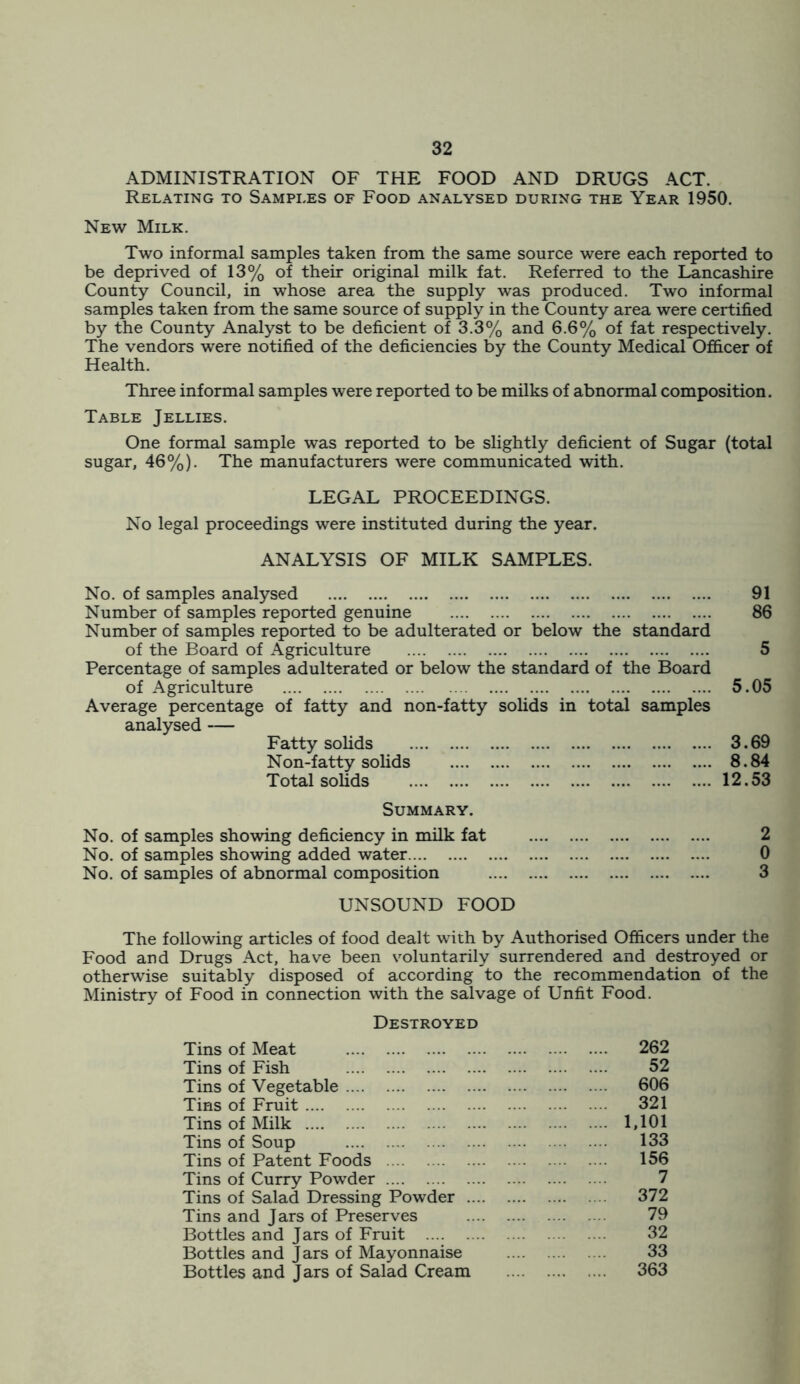 32
ADMINISTRATION OF THE FOOD AND DRUGS ACT.
Relating to Samples of Food analysed during the Year 1950.
New Milk.
Two informal samples taken from the same source were each reported to
be deprived of 13% of their original milk fat. Referred to the Lancashire
County Council, in whose area the supply was produced. Two informal
samples taken from the same source of supply in the County area were certified
by the County Analyst to be deficient of 3.3% and 6.6% of fat respectively.
The vendors were notified of the deficiencies by the County Medical Officer of
Health.
Three informal samples were reported to be milks of abnormal composition.
Table Jellies.
One formal sample was reported to be slightly deficient of Sugar (total
sugar, 46%). The manufacturers were communicated with.
LEGAL PROCEEDINGS.
No legal proceedings were instituted during the year.
ANALYSIS OF MILK SAMPLES.
No. of samples analysed .... .... .... .... .... .... .... .... .... .... 91
Number of samples reported genuine .... .... .... .... .... .... .... 86
Number of samples reported to be adulterated or below the standard
of the Board of Agriculture .... .... .... .... .... .... .... .... 5
Percentage of samples adulterated or below the standard of the Board
of Agriculture .... .... .... .... .... .... .... .... .... .... .... 5.05
Average percentage of fatty and non-fatty solids in total samples
analysed —
Fatty solids .... .... .... .... .... .... .... .... 3.69
Non-fatty solids .... .... .... .... .... .... .... 8.84
Total solids .... .... .... .... .... .... .... .... 12.53
Summary.
No. of samples showing deficiency in milk fat .... .... .... .... .... 2
No. of samples showing added water.... .... .... .... .... .... .... .... 0
No. of samples of abnormal composition .... .... .... .... .... .... 3
UNSOUND FOOD
The following articles of food dealt with by Authorised Officers under the
Food and Drugs Act, have been voluntarily surrendered and destroyed or
otherwise suitably disposed of according to the recommendation of the
Ministry of Food in connection with the salvage of Unfit Food.
Destroyed
Tins of Meat .... .... .... .... .... .... .... 262
Tins of Fish .... .... .... .... .... .... .... 52
Tins of Vegetable .... .... .... .... .... .... .... 606
Tins of Fruit .... .... .... .... .... .... .... .... 321
Tins of Milk .... .... .... .... .... .... .... .... 1,101
Tins of Soup .... .... .... .... .... .... .... 133
Tins of Patent Foods .... .... .... .... .... .... 156
Tins of Curry Powder .... .... .... .... .... .... 7
Tins of Salad Dressing Powder .... .... .... .... 372
Tins and Jars of Preserves .... .... .... .... 79
Bottles and Jars of Fruit .... .... .... .... .... 32
Bottles and Jars of Mayonnaise .... .... .... 33
Bottles and Jars of Salad Cream .... .... .... 363